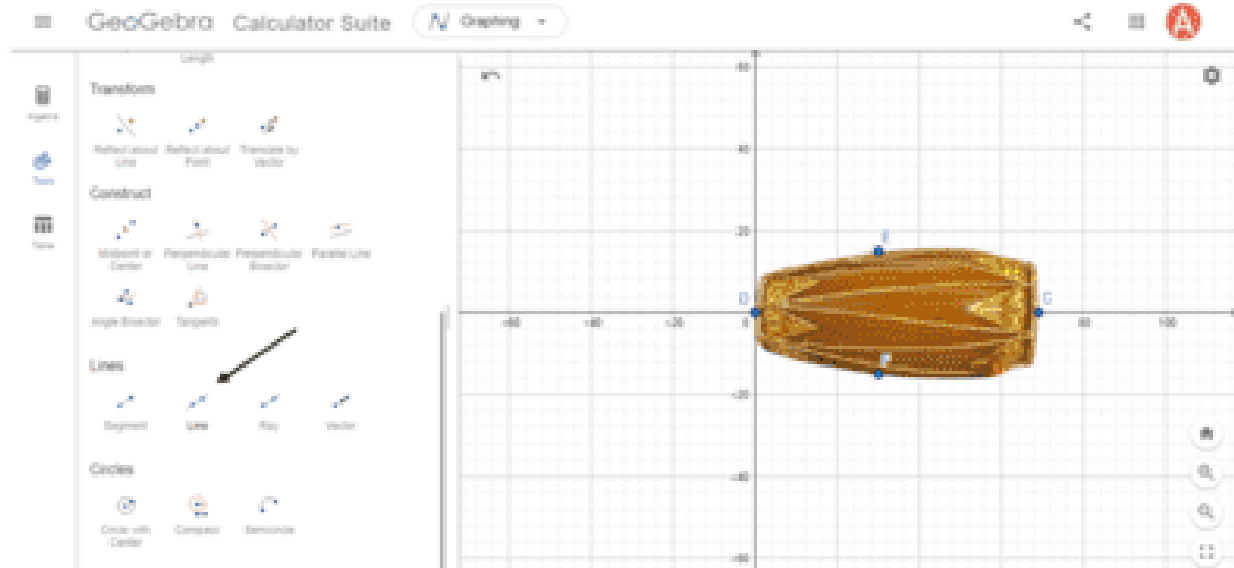 GeoGebra Calculator Suite Graphing
A
Length
Transform
Reflect about Line
Reflect about Point
Translate by Vector
Construct
Midpoint or Center
Perpendicular Line
Perpendicular Bisector
Parallel Line
Angle Bisector
Tangents
Lines
Segment
Line
Ray
Vector
Circles
Circle with Center
Compass
Semicircle
Algebra
Tools
Table
60
40
20
E
D
C
0
-60
-40
-20
80
100
-20
-40
-60